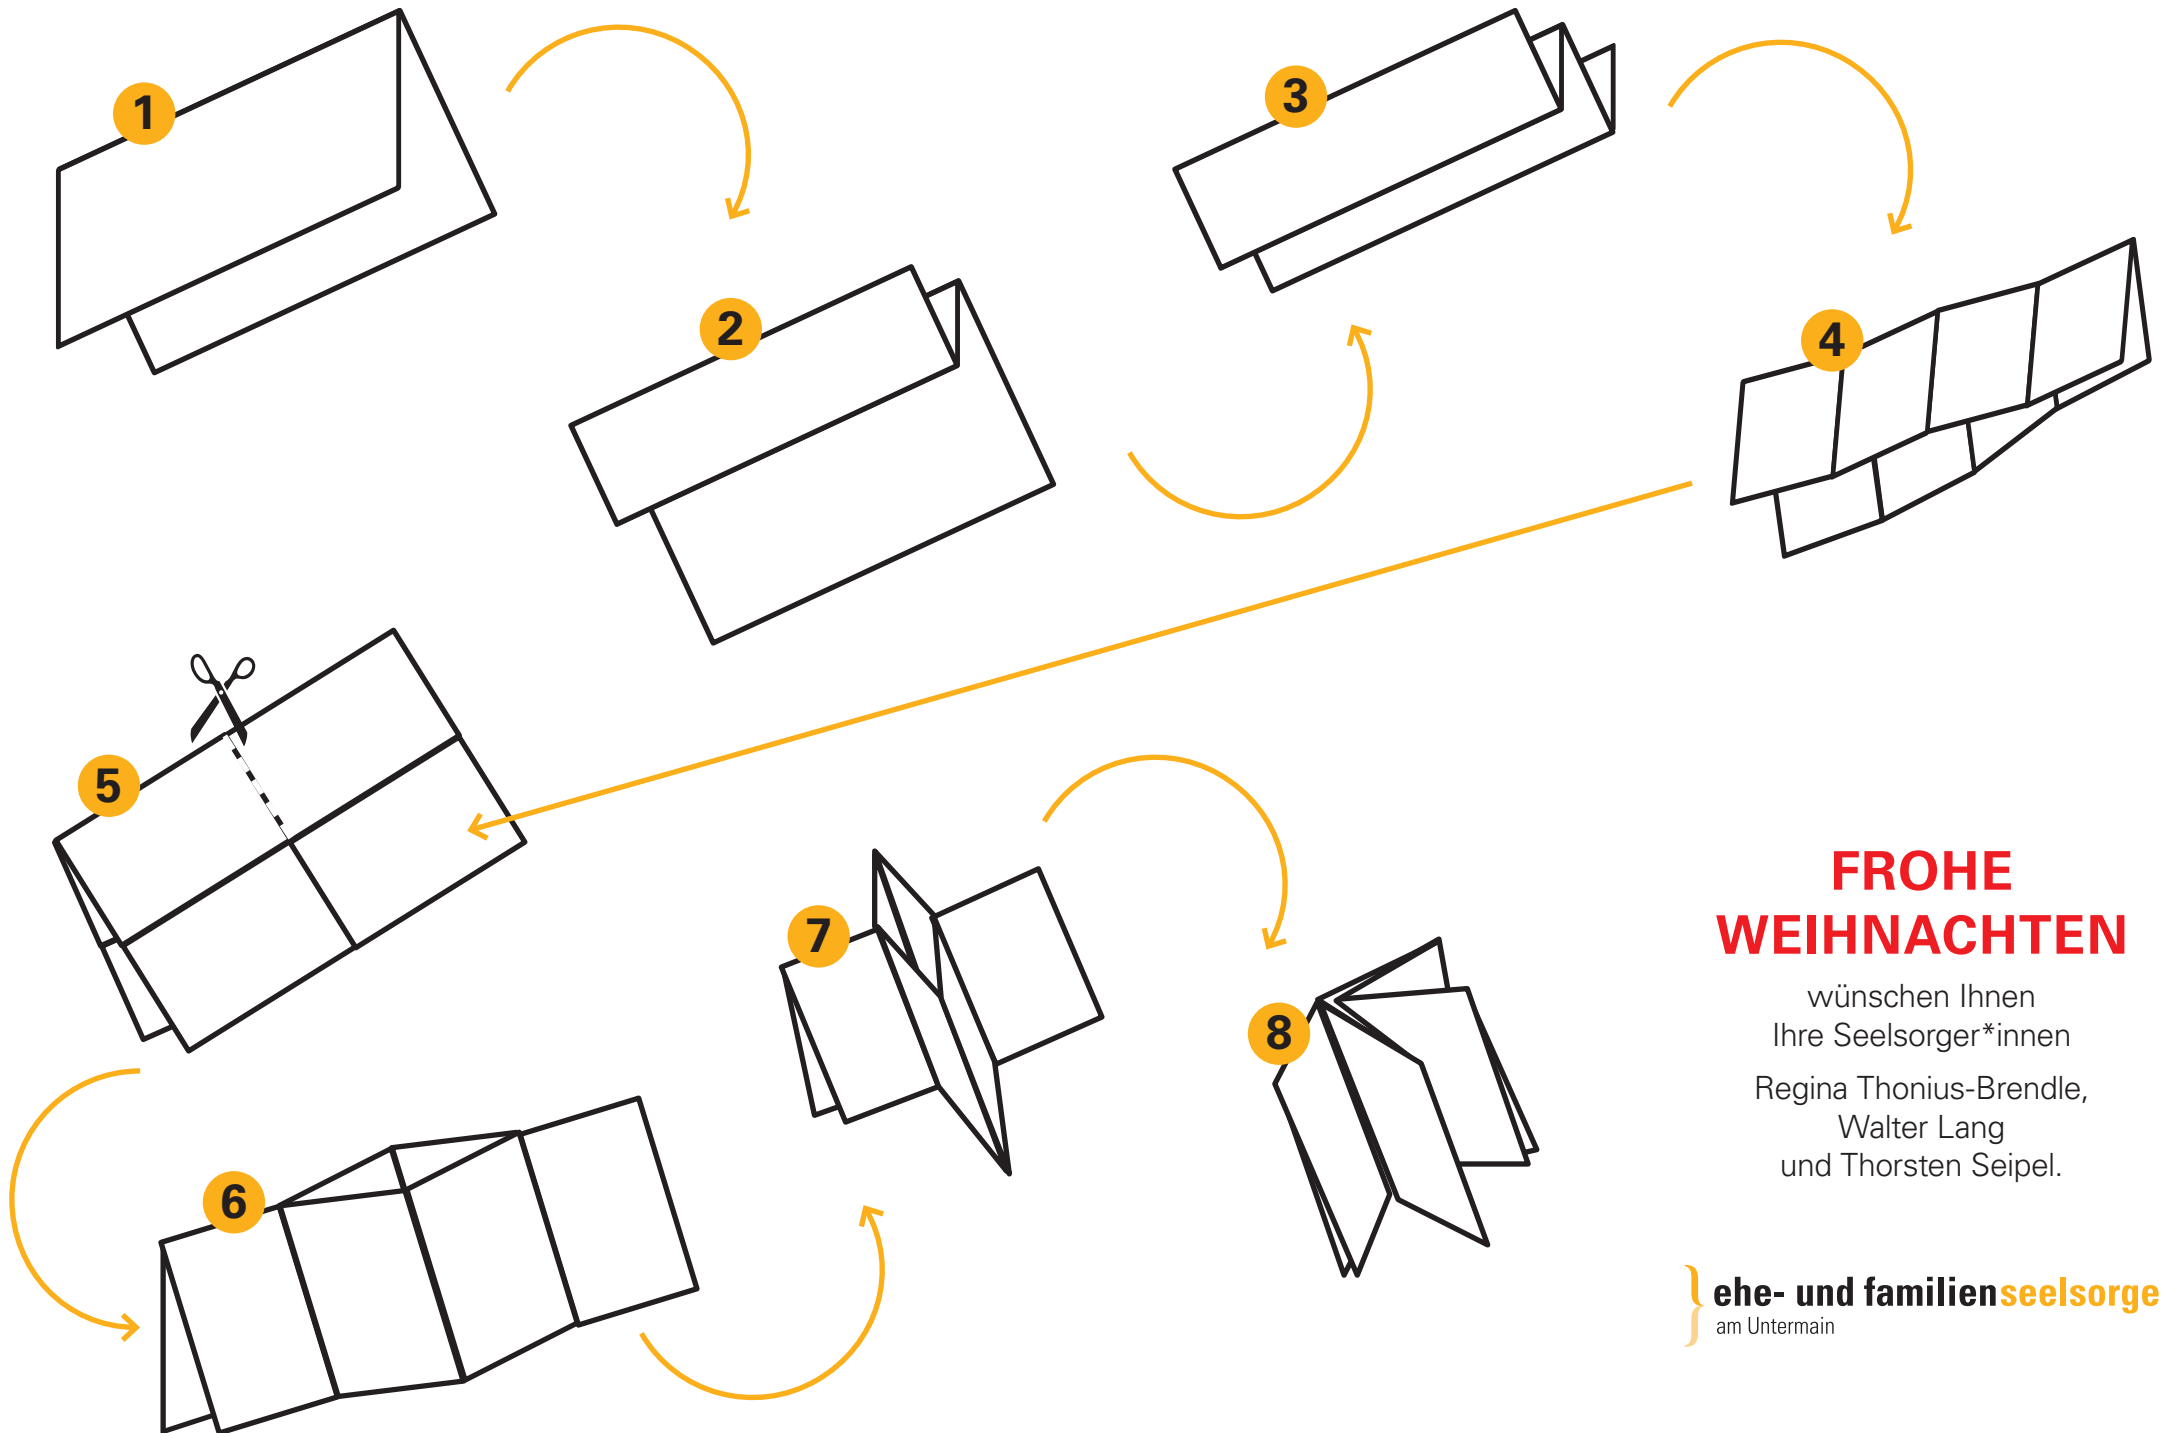 1
2
3
4
5
6
7
8
FROHE
WEIHNACHTEN
wünschen Ihnen
Ihre Seelsorger*innen
Regina Thonius-Brendle,
Walter Lang
und Thorsten Seipel.
ehe- und familienseelsorge
am Untermain